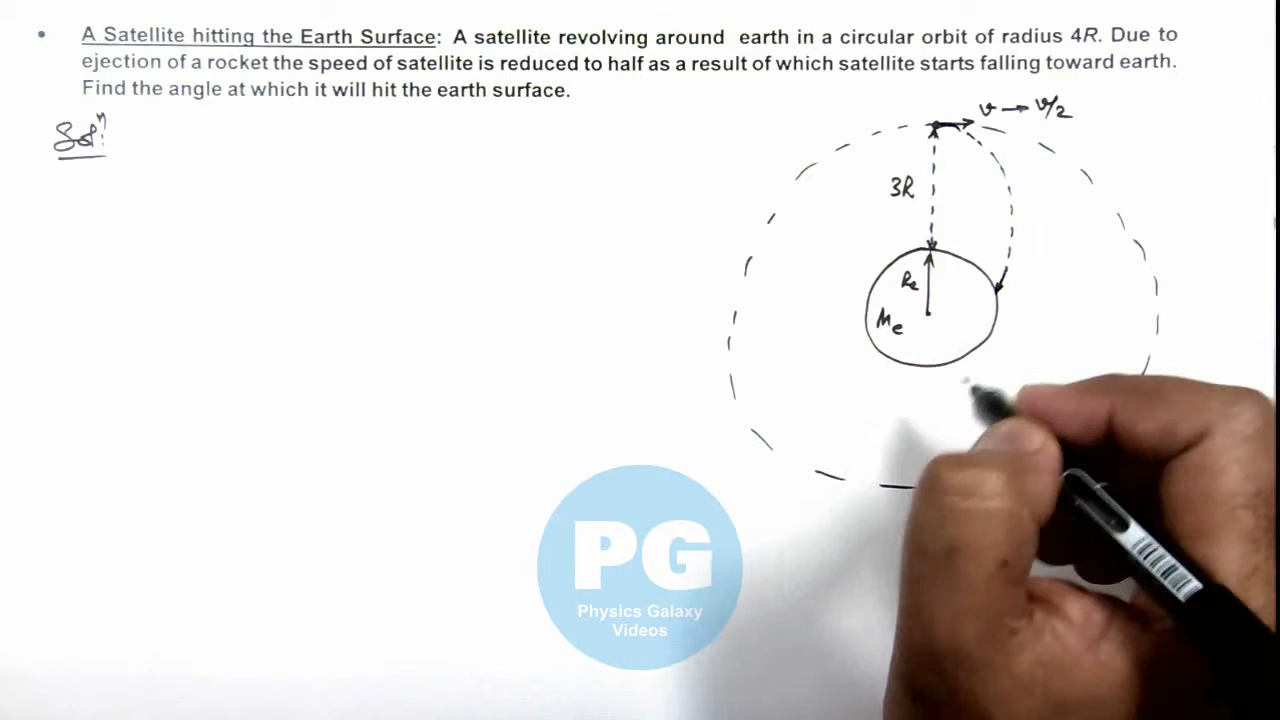 • A Satellite hitting the Earth Surface: A satellite revolving around earth in a circular orbit of radius 4R. Due to
ejection of a rocket the speed of satellite is reduced to half as a result of which satellite starts falling toward earth.
Find the angle at which it will hit the earth surface.
Solⁿ:
v → v/2
3R
Re
Me
PG
Physics Galaxy
Videos